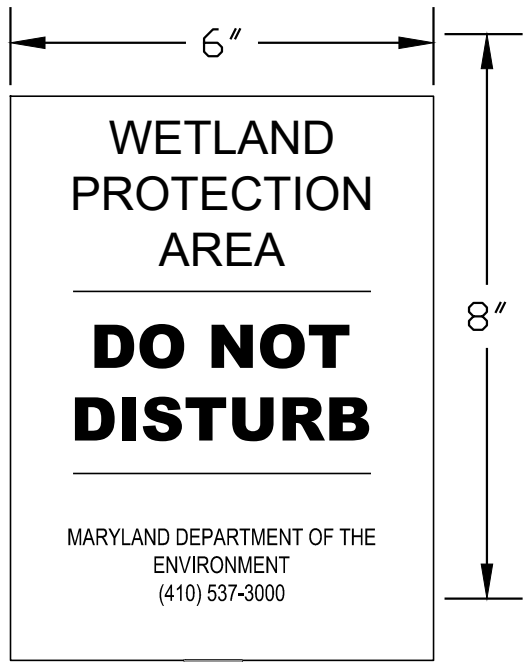 6"
WETLAND
PROTECTION
AREA
8"
DO NOT
DISTURB
MARYLAND DEPARTMENT OF THE
ENVIRONMENT
(410) 537-3000